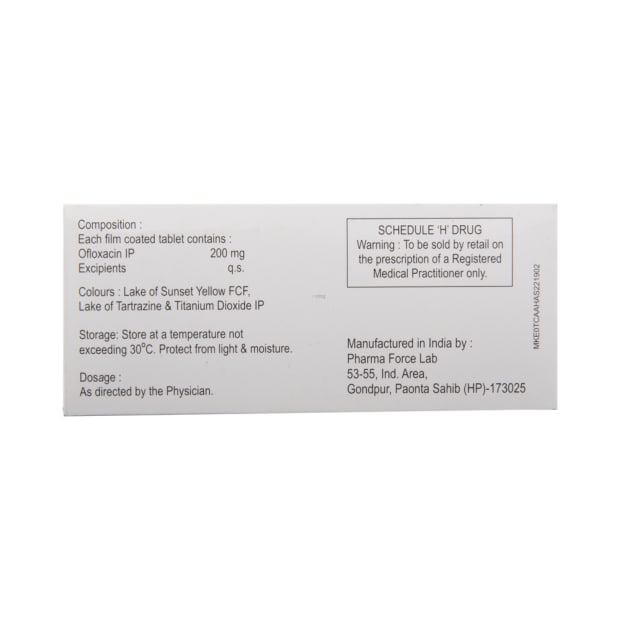 Composition :
Each film coated tablet contains :
Ofloxacin IP 200 mg
Excipients q.s.
Colours : Lake of Sunset Yellow FCF,
Lake of Tartrazine & Titanium Dioxide IP
Storage: Store at a temperature not
exceeding 30°C. Protect from light & moisture.
Dosage :
As directed by the Physician.
SCHEDULE 'H' DRUG
Warning : To be sold by retail on
the prescription of a Registered
Medical Practitioner only.
Manufactured in India by :
Pharma Force Lab
53-55, Ind. Area,
Gondpur, Paonta Sahib (HP)-173025
MKE0TCAAHAS221902